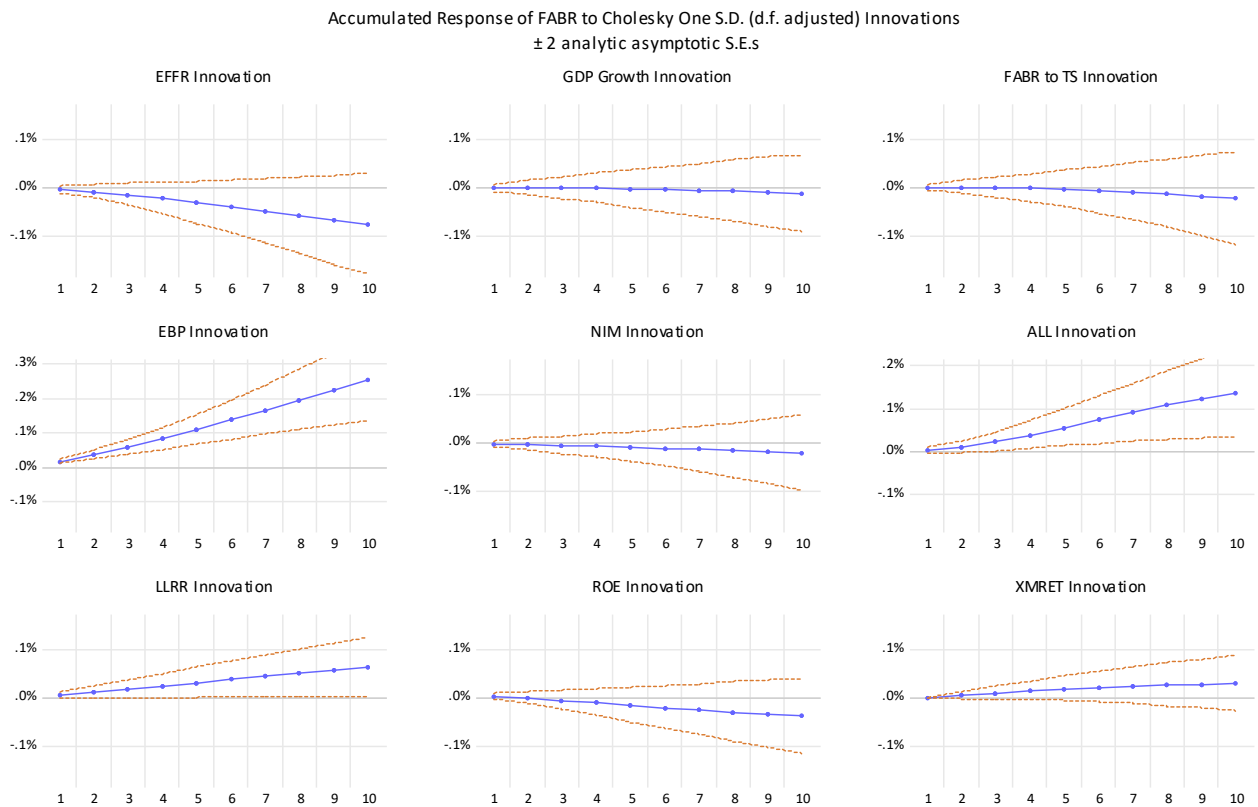 Accumulated Response of FABR to Cholesky One S.D. (d.f. adjusted) Innovations
± 2 analytic asymptotic S.E.s
EFFR Innovation
.1%
.0%
-.1%
1 2 3 4 5 6 7 8 9 10
GDP Growth Innovation
.1%
.0%
-.1%
1 2 3 4 5 6 7 8 9 10
FABR to TS Innovation
.1%
.0%
-.1%
1 2 3 4 5 6 7 8 9 10
EBP Innovation
.3%
.2%
.1%
.0%
-.1%
1 2 3 4 5 6 7 8 9 10
NIM Innovation
.1%
.0%
-.1%
1 2 3 4 5 6 7 8 9 10
ALL Innovation
.2%
.1%
.0%
-.1%
1 2 3 4 5 6 7 8 9 10
LLRR Innovation
.1%
.0%
-.1%
1 2 3 4 5 6 7 8 9 10
ROE Innovation
.1%
.0%
-.1%
1 2 3 4 5 6 7 8 9 10
XMRET Innovation
.1%
.0%
-.1%
1 2 3 4 5 6 7 8 9 10